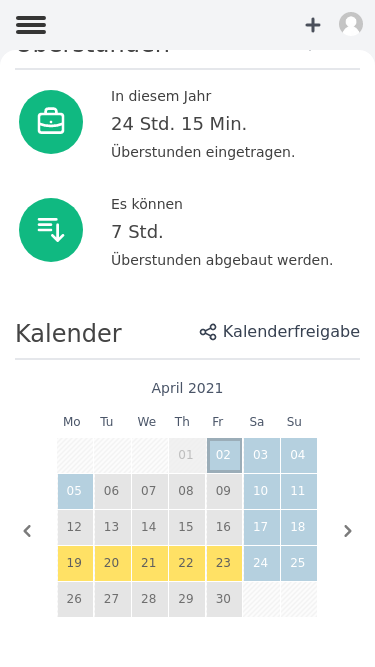 Überstunden
In diesem Jahr
24 Std. 15 Min.
Überstunden eingetragen.
Es können
7 Std.
Überstunden abgebaut werden.
Kalender
Kalenderfreigabe
April 2021
Mo Tu We Th Fr Sa Su
01 02 03 04
05 06 07 08 09 10 11
12 13 14 15 16 17 18
19 20 21 22 23 24 25
26 27 28 29 30